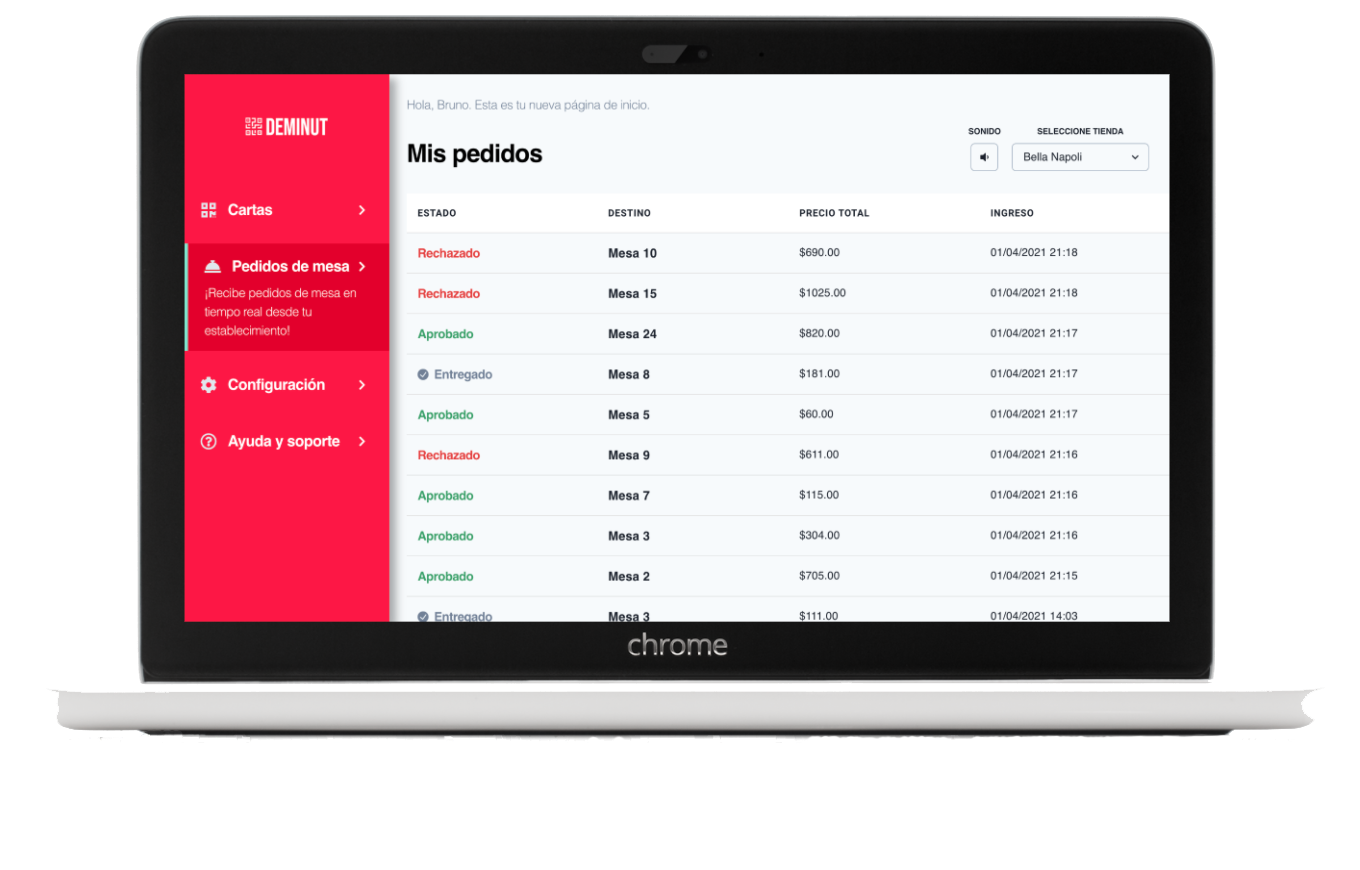 DEMINUT
Cartas
Pedidos de mesa
¡Recibe pedidos de mesa en
tiempo real desde tu
establecimiento!
Configuración
Ayuda y soporte
Hola, Bruno. Esta es tu nueva página de inicio.
Mis pedidos
SONIDO SELECCIONE TIENDA
Bella Napoli
ESTADO DESTINO PRECIO TOTAL INGRESO
Rechazado Mesa 10 $690.00 01/04/2021 21:18
Rechazado Mesa 15 $1025.00 01/04/2021 21:18
Aprobado Mesa 24 $820.00 01/04/2021 21:17
Entregado Mesa 8 $181.00 01/04/2021 21:17
Aprobado Mesa 5 $60.00 01/04/2021 21:17
Rechazado Mesa 9 $611.00 01/04/2021 21:16
Aprobado Mesa 7 $115.00 01/04/2021 21:16
Aprobado Mesa 3 $304.00 01/04/2021 21:16
Aprobado Mesa 2 $705.00 01/04/2021 21:15
Entregado Mesa 3 $111.00 01/04/2021 14:03
chrome